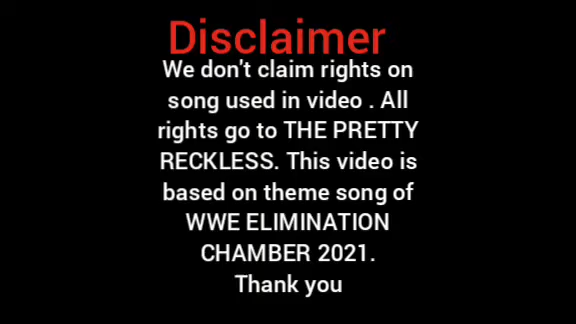 Disclaimer
We don't claim rights on
song used in video . All
rights go to THE PRETTY
RECKLESS. This video is
based on theme song of
WWE ELIMINATION
CHAMBER 2021.
Thank you